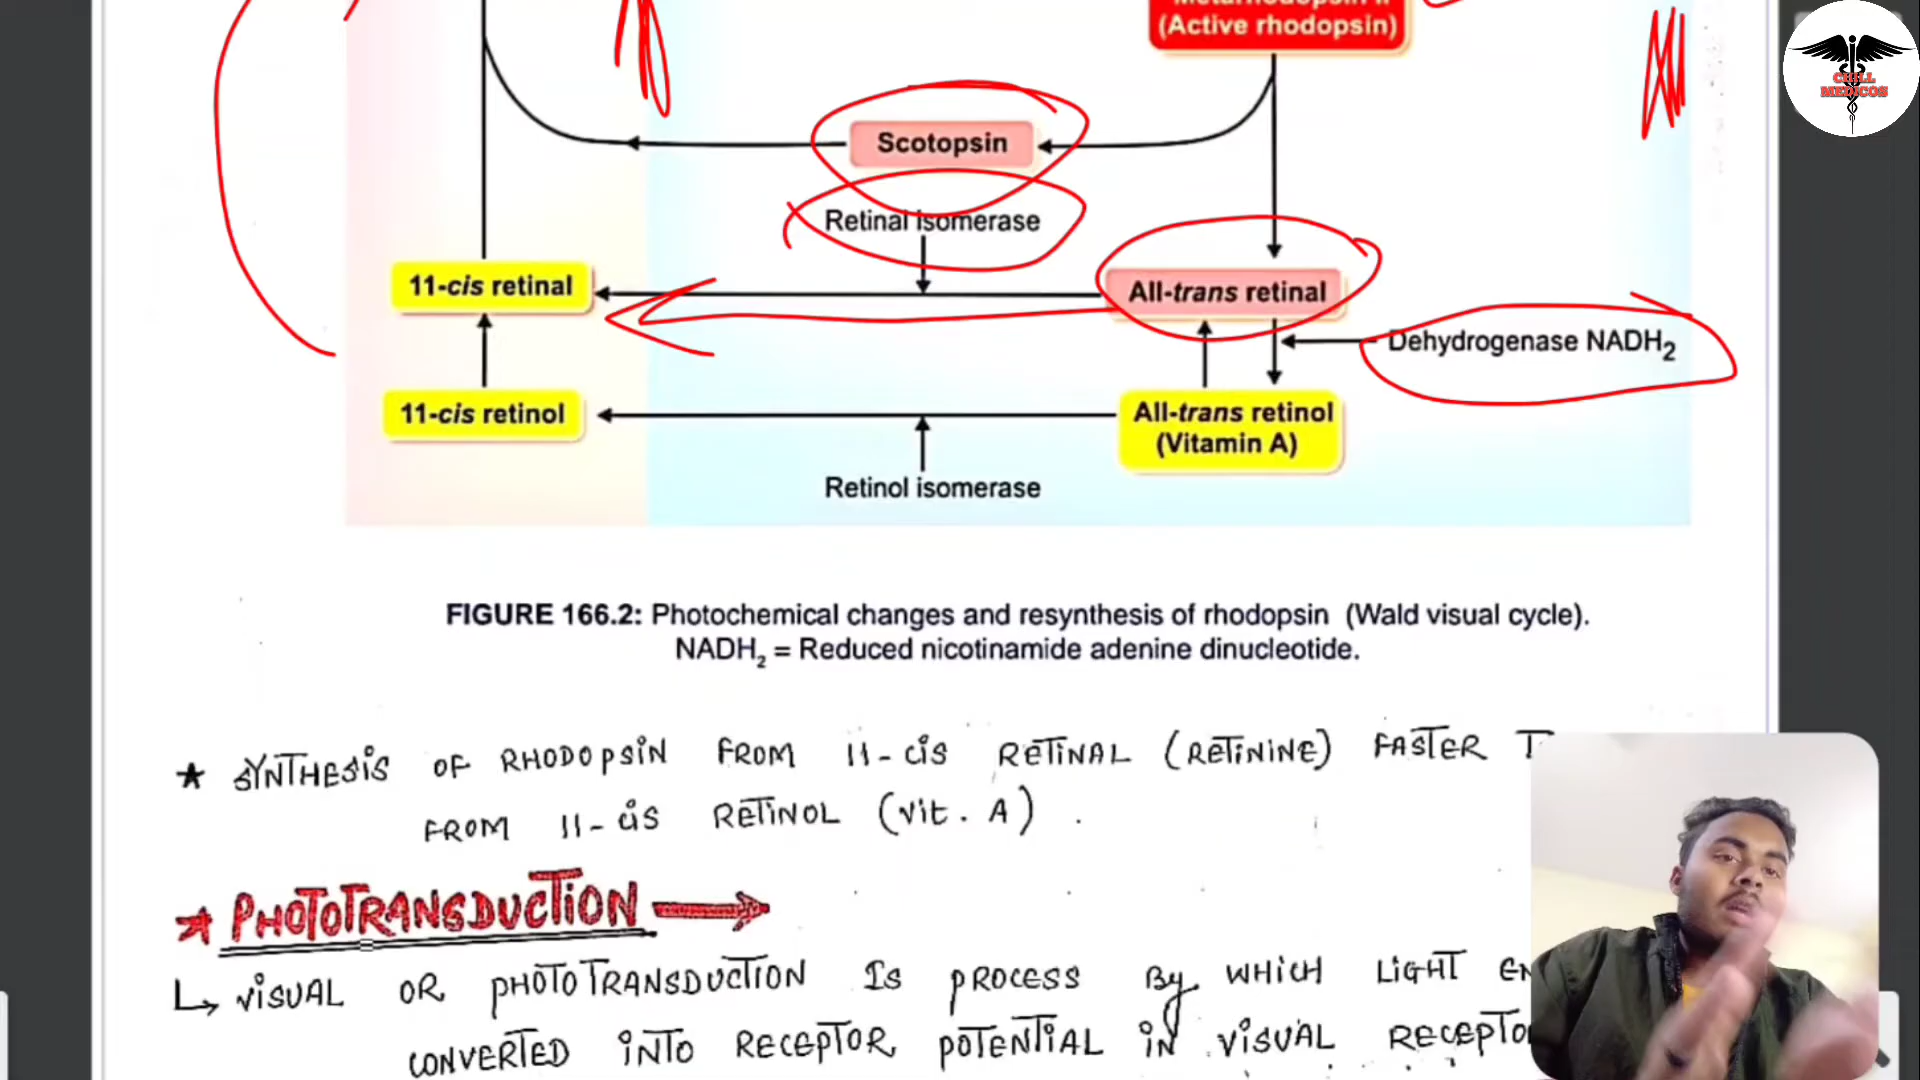 Metarhodopsin II
(Active rhodopsin)
CHILL
MEDICOS
Scotopsin
Retinal isomerase
11-cis retinal
All-trans retinal
Dehydrogenase NADH₂
11-cis retinol
All-trans retinol
(Vitamin A)
Retinol isomerase
FIGURE 166.2: Photochemical changes and resynthesis of rhodopsin (Wald visual cycle).
NADH₂ = Reduced nicotinamide adenine dinucleotide.
★ SYNTHESIS OF RHODOPSIN FROM 11-CIS RETINAL (RETININE) FASTER
FROM 11-CIS RETINOL (Vit. A).
★ PHOTOTRANSDUCTION →
↳ VISUAL OR PHOTOTRANSDUCTION IS PROCESS By WHICH LIGHT
CONVERTED INTO RECEPTOR POTENTIAL IN VISUAL